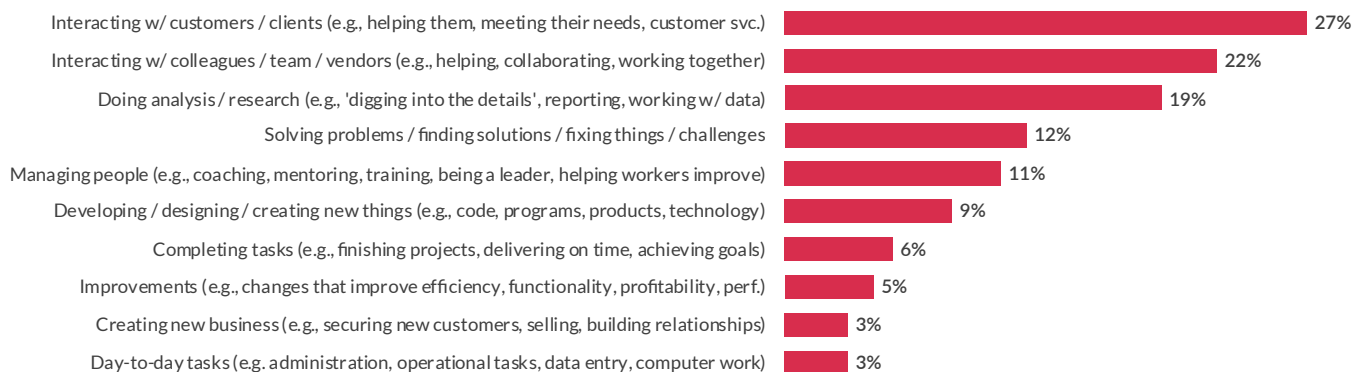 Interacting w/ customers / clients (e.g., helping them, meeting their needs, customer svc.) 27%
Interacting w/ colleagues / team / vendors (e.g., helping, collaborating, working together) 22%
Doing analysis / research (e.g., 'digging into the details', reporting, working w/ data) 19%
Solving problems / finding solutions / fixing things / challenges 12%
Managing people (e.g., coaching, mentoring, training, being a leader, helping workers improve) 11%
Developing / designing / creating new things (e.g., code, programs, products, technology) 9%
Completing tasks (e.g., finishing projects, delivering on time, achieving goals) 6%
Improvements (e.g., changes that improve efficiency, functionality, profitability, perf.) 5%
Creating new business (e.g., securing new customers, selling, building relationships) 3%
Day-to-day tasks (e.g. administration, operational tasks, data entry, computer work) 3%